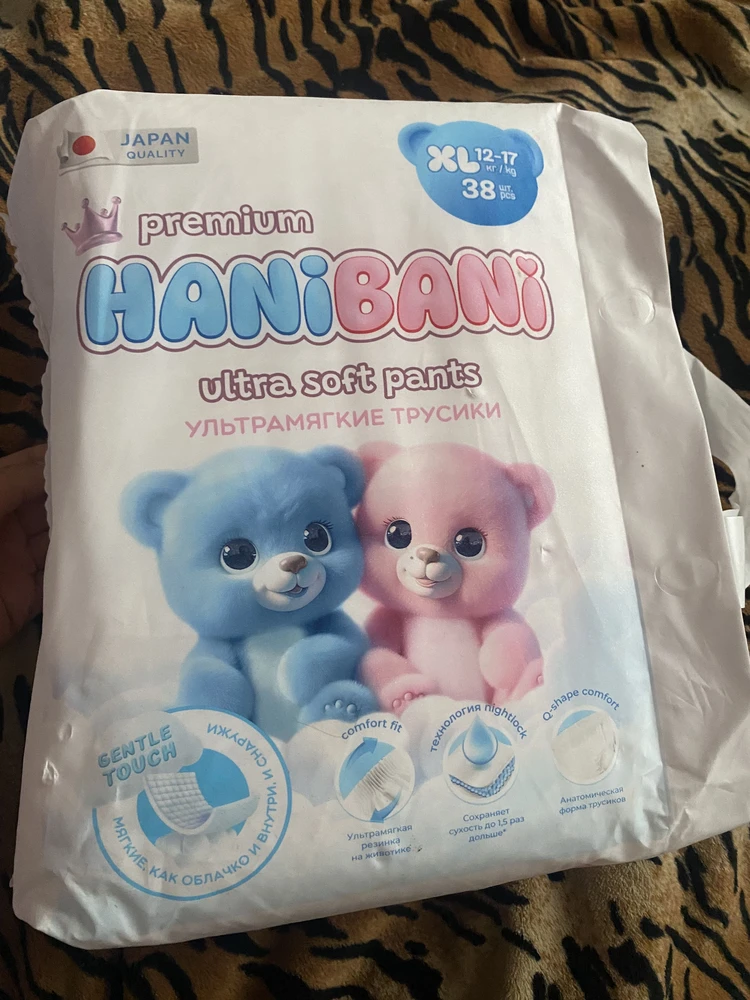 JAPAN
QUALITY
XL 12-17
кг / kg
38 шт.
pcs
premium
HANiBANi
ultra soft pants
УЛЬТРАМЯГКИЕ ТРУСИКИ
GENTLE
TOUCH
МЯГКИЕ, КАК ОБЛАЧКО И ВНУТРИ, И СНАРУЖИ
comfort fit
Ультрамягкая
резинка
на животике
технология nightlock
Сохраняет
сухость до 1,5 раз
дольше*
Q-shape comfort
Анатомическая
форма трусиков